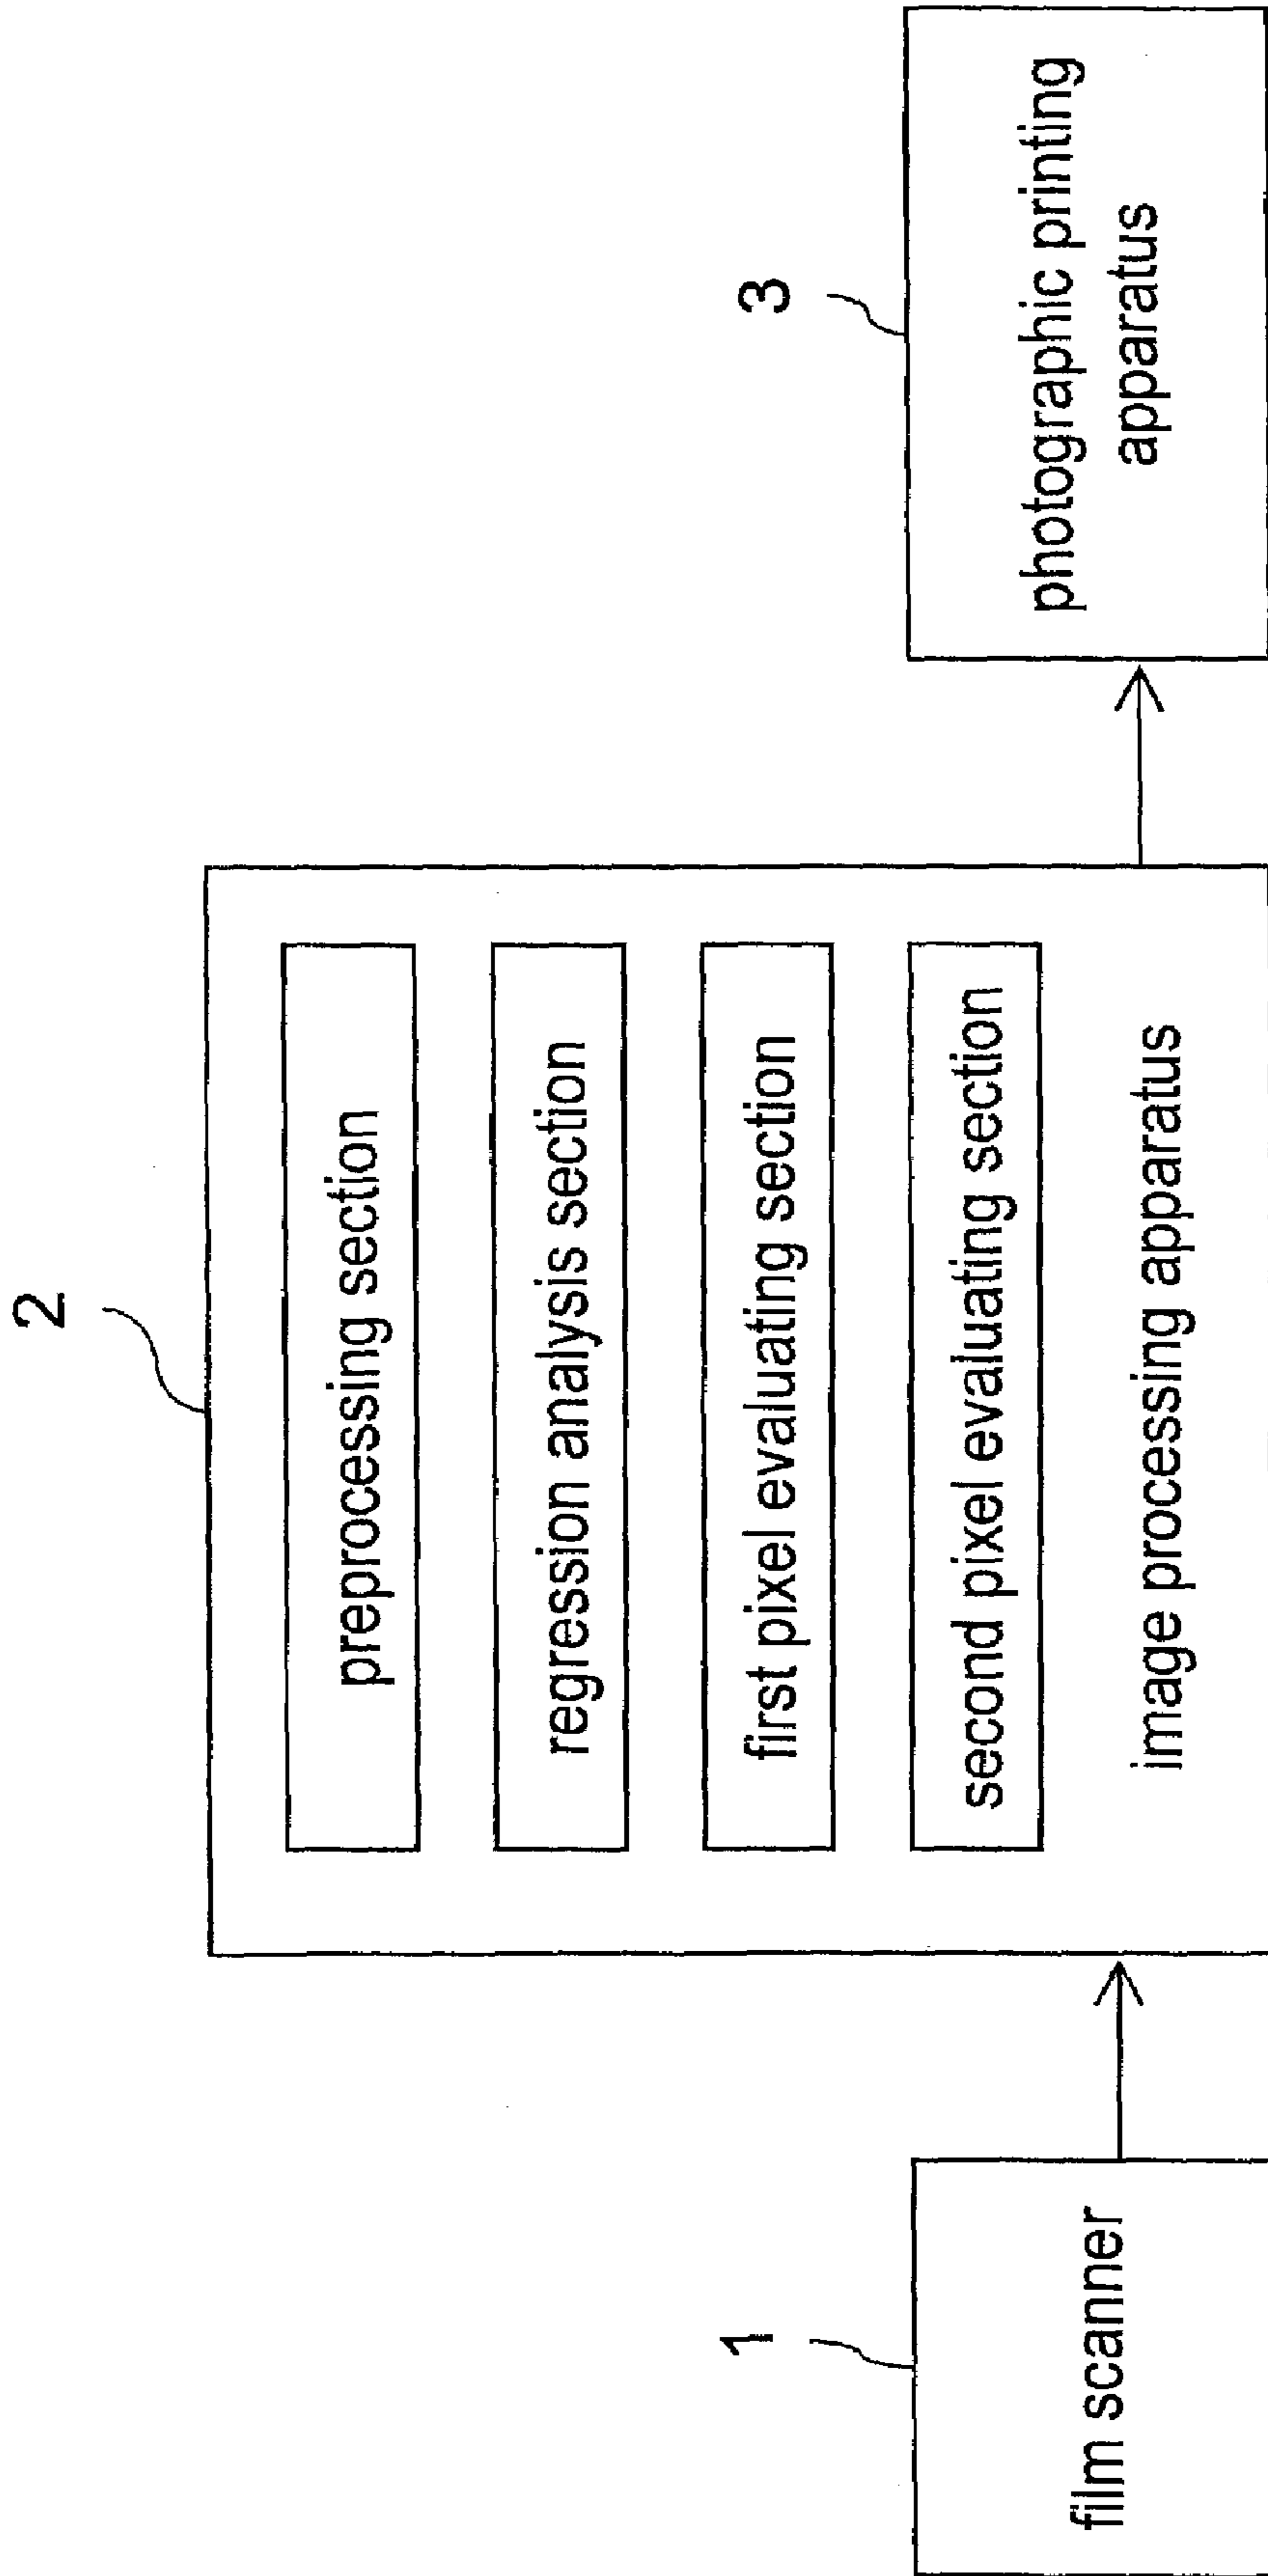 1
film scanner
2
preprocessing section
regression analysis section
first pixel evaluating section
second pixel evaluating section
image processing apparatus
3
photographic printing
apparatus